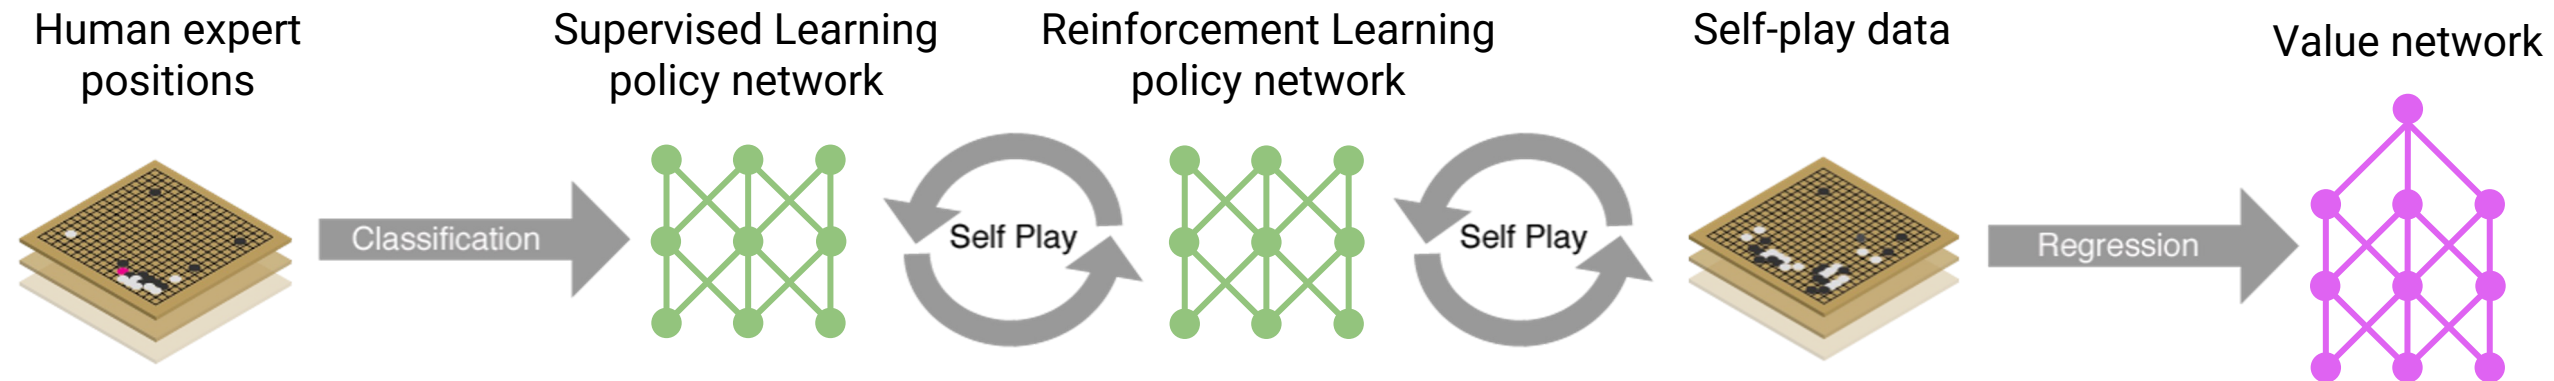 Human expert
positions
Supervised Learning
policy network
Reinforcement Learning
policy network
Self-play data
Value network
Classification
Self Play
Self Play
Regression